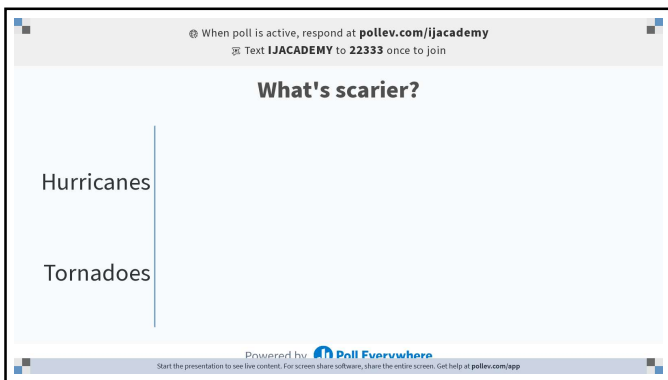 When poll is active, respond at pollev.com/ijacademy
Text IJACADEMY to 22333 once to join
What's scarier?
Hurricanes
Tornadoes
Powered by Poll Everywhere
Start the presentation to see live content. For screen share software, share the entire screen. Get help at pollev.com/app